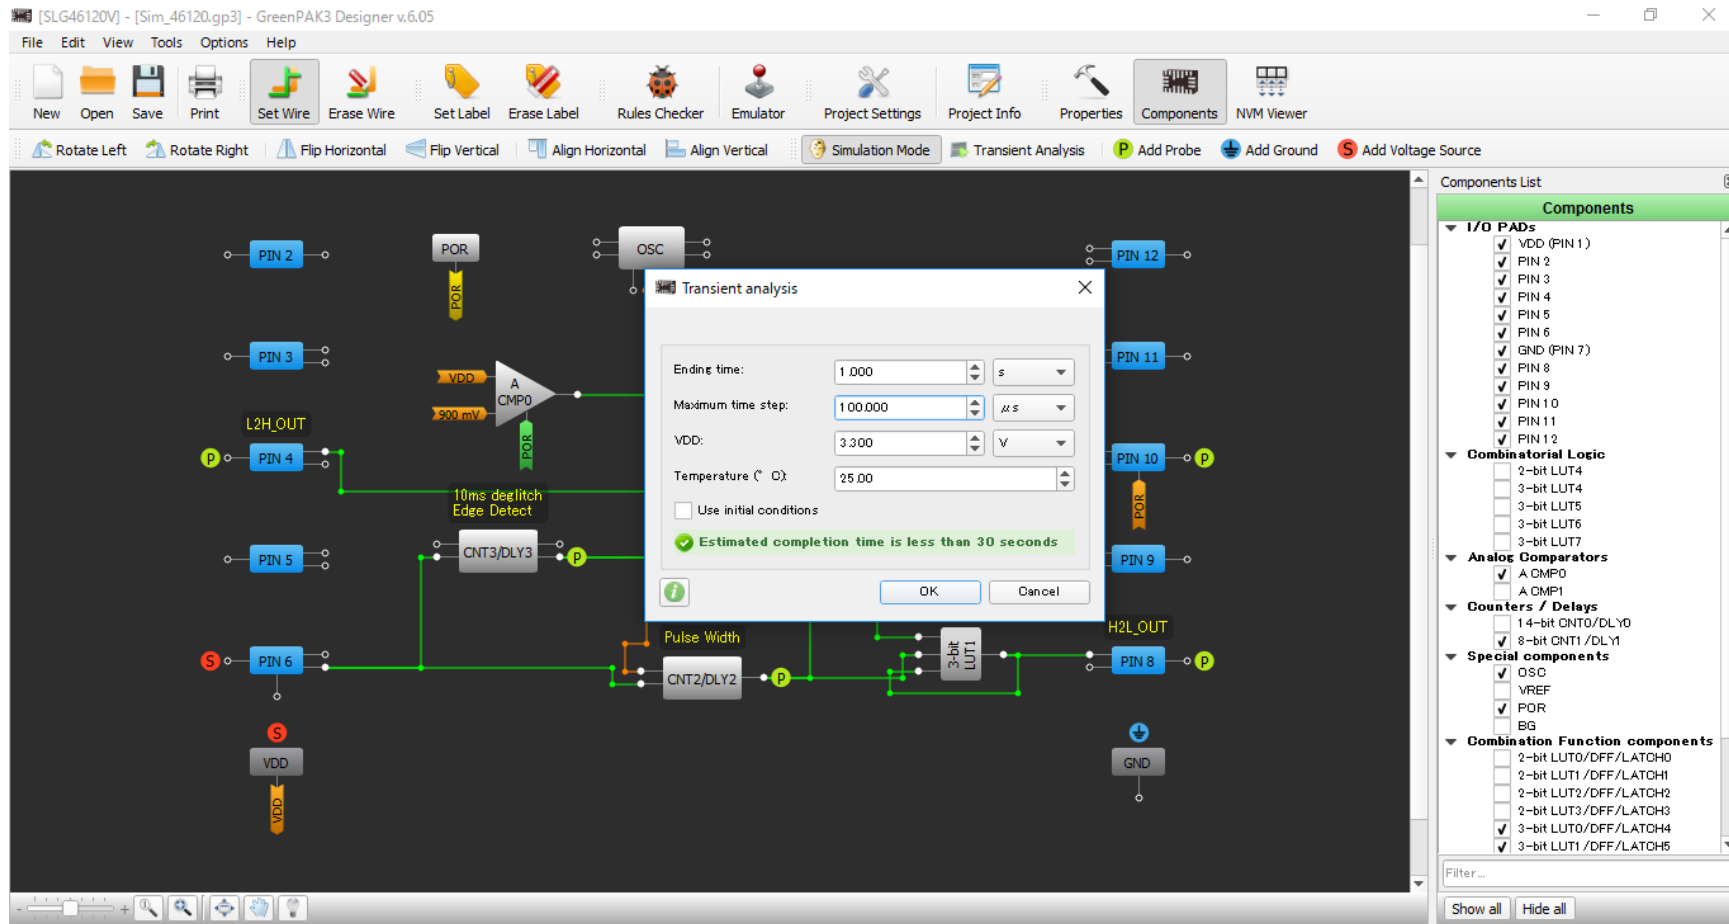 [SLG46120V] - [Sim_46120.gp3] - GreenPAK3 Designer v.6.05
File Edit View Tools Options Help
New Open Save Print Set Wire Erase Wire Set Label Erase Label Rules Checker Emulator Project Settings Project Info Properties Components NVM Viewer
Rotate Left Rotate Right Flip Horizontal Flip Vertical Align Horizontal Align Vertical Simulation Mode Transient Analysis P Add Probe Add Ground S Add Voltage Source
PIN 2
POR
POR
OSC
PIN 12
PIN 3
VDD
900 mV
A
CMP0
POR
PIN 11
L2H_OUT
P
PIN 4
PIN 10
P
POR
10ms deglitch
Edge Detect
PIN 5
CNT3/DLY3
P
PIN 9
S
PIN 6
Pulse Width
CNT2/DLY2
P
3-bit
LUT1
H2L_OUT
PIN 8
P
S
VDD
VDD
GND
Transient analysis
Ending time: 1.000 s
Maximum time step: 100.000 μs
VDD: 3.300 V
Temperature (° C): 25.00
Use initial conditions
Estimated completion time is less than 30 seconds
i
OK Cancel
Components List
Components
I/O PADs
VDD (PIN 1)
PIN 2
PIN 3
PIN 4
PIN 5
PIN 6
GND (PIN 7)
PIN 8
PIN 9
PIN 10
PIN 11
PIN 12
Combinatorial Logic
2-bit LUT4
3-bit LUT4
3-bit LUT5
3-bit LUT6
3-bit LUT7
Analog Comparators
A CMP0
A CMP1
Counters / Delays
14-bit CNT0/DLY0
8-bit CNT1/DLY1
Special components
OSC
VREF
POR
BG
Combination Function components
2-bit LUT0/DFF/LATCH0
2-bit LUT1/DFF/LATCH1
2-bit LUT2/DFF/LATCH2
2-bit LUT3/DFF/LATCH3
3-bit LUT0/DFF/LATCH4
3-bit LUT1/DFF/LATCH5
Filter...
Show all Hide all
- +